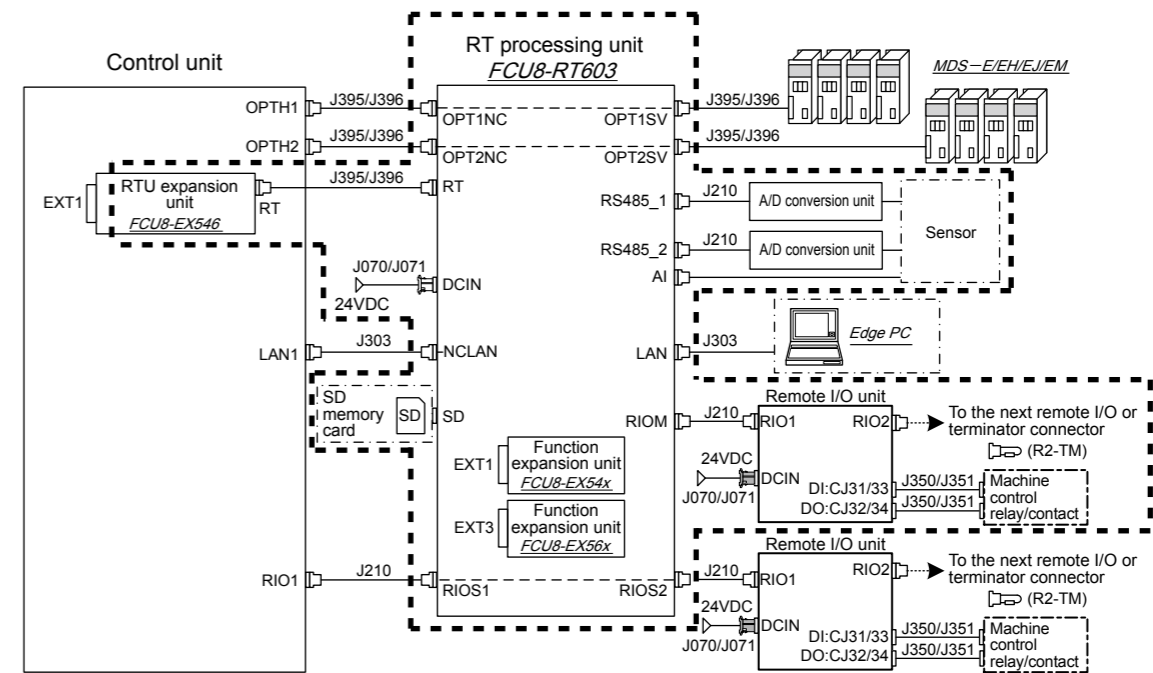 Control unit
RT processing unit
FCU8-RT603
MDS－E/EH/EJ/EM
OPTH1
J395/J396
OPT1NC
OPT1SV
J395/J396
OPTH2
J395/J396
OPT2NC
OPT2SV
J395/J396
EXT1
RTU expansion
unit
FCU8-EX546
RT
J395/J396
RT
RS485_1
J210
A/D conversion unit
Sensor
RS485_2
J210
A/D conversion unit
AI
J070/J071
24VDC
DCIN
LAN1
J303
NCLAN
LAN
J303
Edge PC
SD
memory
card
SD
SD
EXT1
Function
expansion unit
FCU8-EX54x
EXT3
Function
expansion unit
FCU8-EX56x
RIOM
J210
Remote I/O unit
RIO1
RIO2
To the next remote I/O or
terminator connector
(R2-TM)
24VDC
J070/J071
DCIN
DI:CJ31/33
J350/J351
DO:CJ32/34
J350/J351
Machine
control
relay/contact
RIO1
J210
RIOS1
RIOS2
J210
Remote I/O unit
RIO1
RIO2
To the next remote I/O or
terminator connector
(R2-TM)
24VDC
J070/J071
DCIN
DI:CJ31/33
J350/J351
DO:CJ32/34
J350/J351
Machine
control
relay/contact